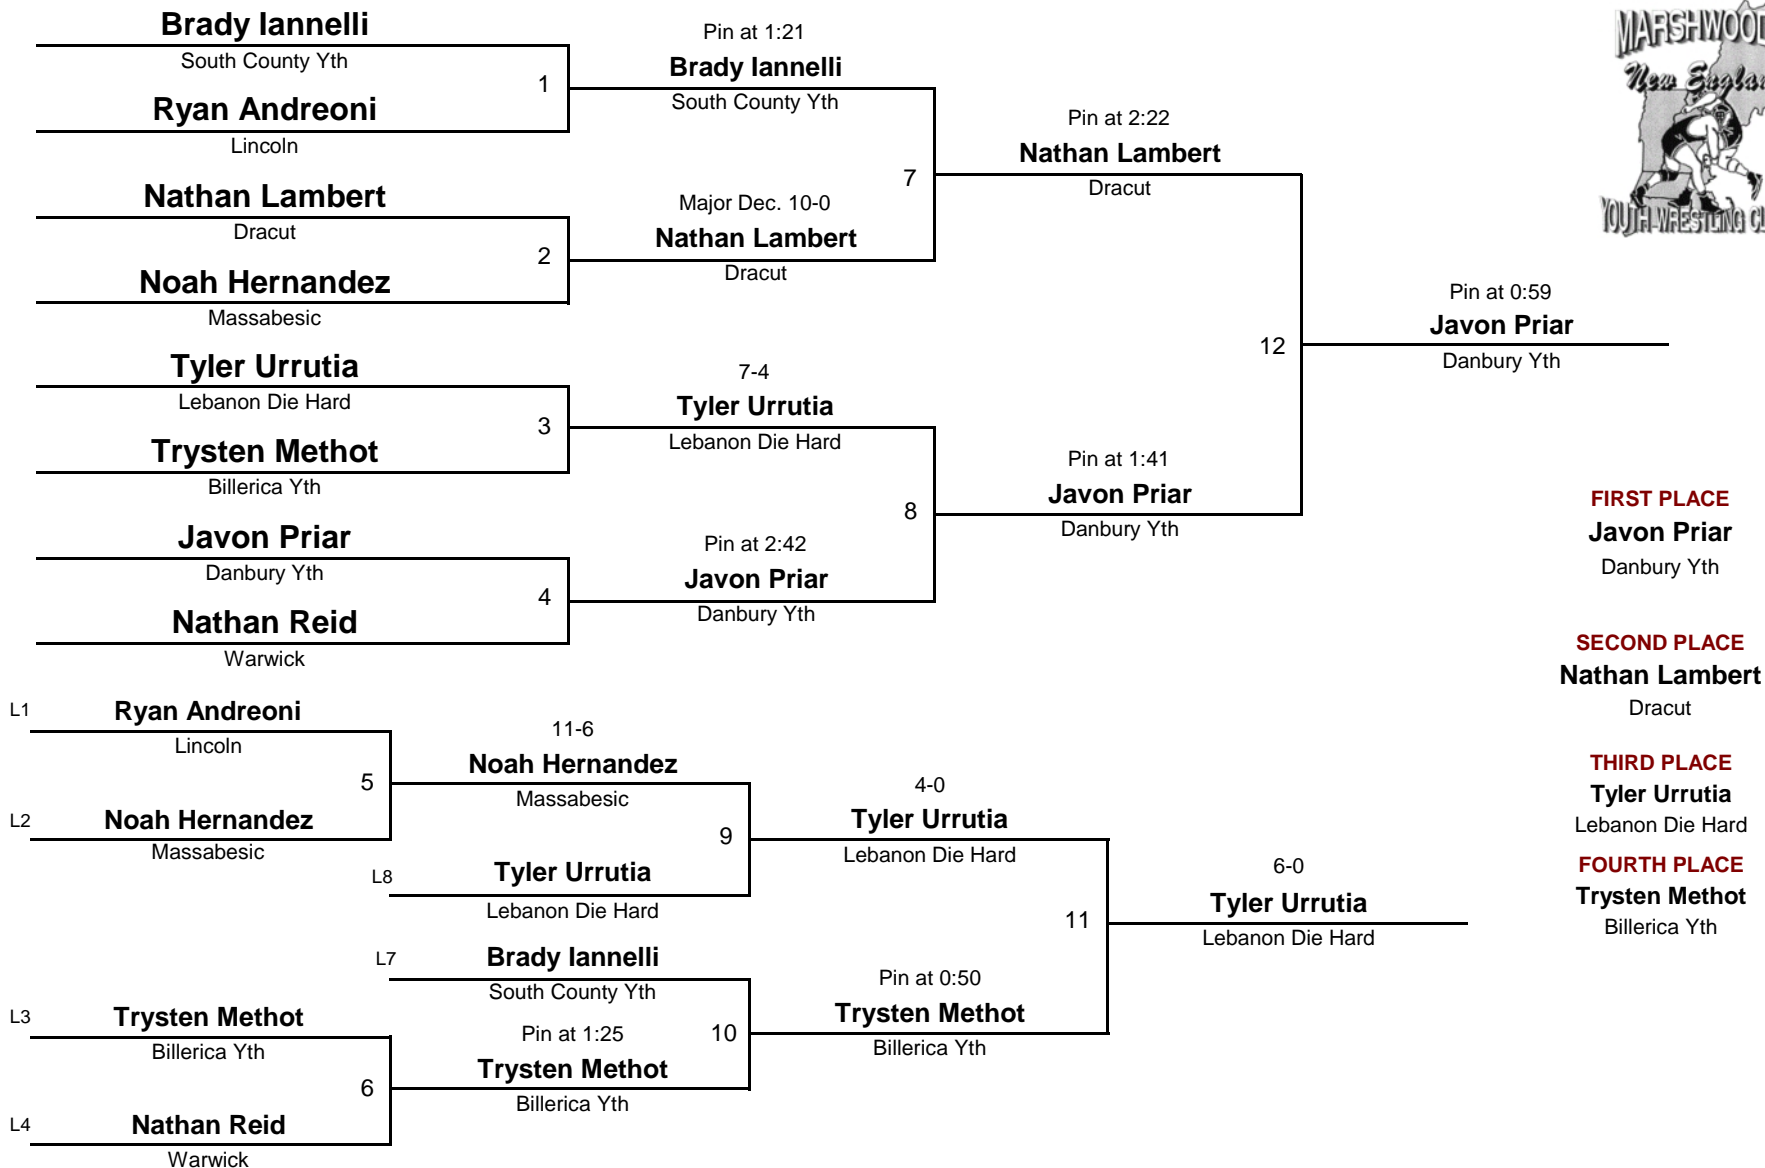 Brady Iannelli
South County Yth
1
Ryan Andreoni
Lincoln
Nathan Lambert
Dracut
2
Noah Hernandez
Massabesic
Tyler Urrutia
Lebanon Die Hard
3
Trysten Methot
Billerica Yth
Javon Priar
Danbury Yth
4
Nathan Reid
Warwick
Pin at 1:21
Brady Iannelli
South County Yth
7
Major Dec. 10-0
Nathan Lambert
Dracut
7-4
Tyler Urrutia
Lebanon Die Hard
8
Pin at 2:42
Javon Priar
Danbury Yth
Pin at 2:22
Nathan Lambert
Dracut
12
Pin at 1:41
Javon Priar
Danbury Yth
Pin at 0:59
Javon Priar
Danbury Yth
MARSHWOOD
New England
YOUTH WRESTLING
FIRST PLACE
Javon Priar
Danbury Yth
SECOND PLACE
Nathan Lambert
Dracut
THIRD PLACE
Tyler Urrutia
Lebanon Die Hard
FOURTH PLACE
Trysten Methot
Billerica Yth
L1
Ryan Andreoni
Lincoln
5
L2
Noah Hernandez
Massabesic
11-6
Noah Hernandez
Massabesic
9
L8
Tyler Urrutia
Lebanon Die Hard
L7
Brady Iannelli
South County Yth
10
L3
Trysten Methot
Billerica Yth
6
L4
Nathan Reid
Warwick
Pin at 1:25
Trysten Methot
Billerica Yth
4-0
Tyler Urrutia
Lebanon Die Hard
11
Pin at 0:50
Trysten Methot
Billerica Yth
6-0
Tyler Urrutia
Lebanon Die Hard